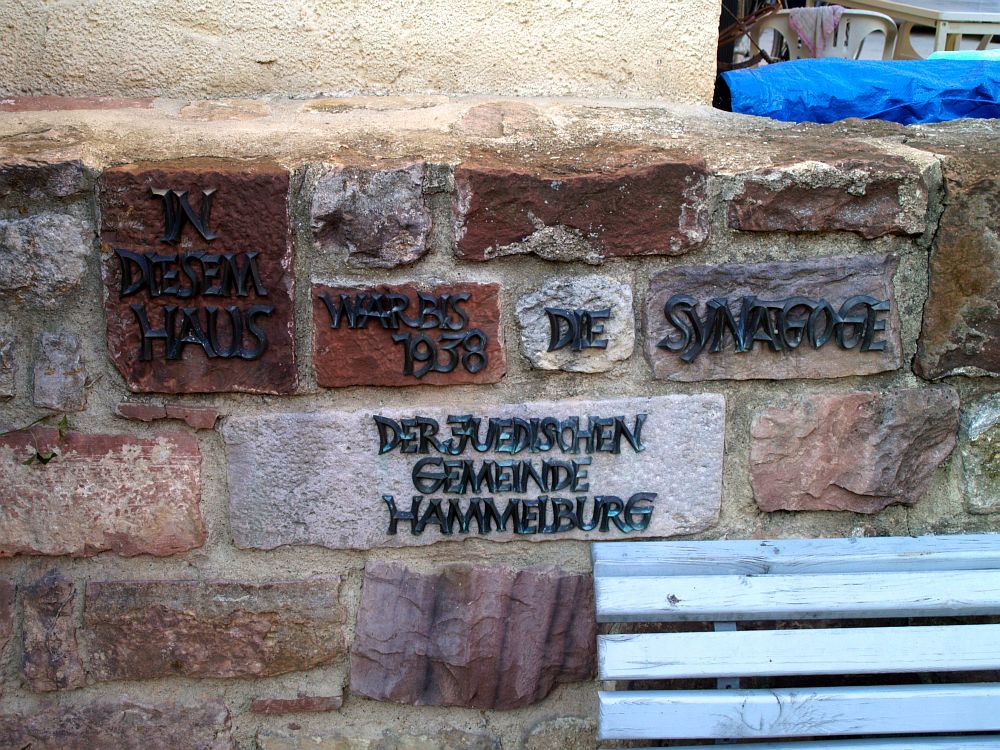 IN
DIESEM
HAUS
WAR BIS
1938
DIE
SYNAGOGE
DER JUEDISCHEN
GEMEINDE
HAMMELBURG